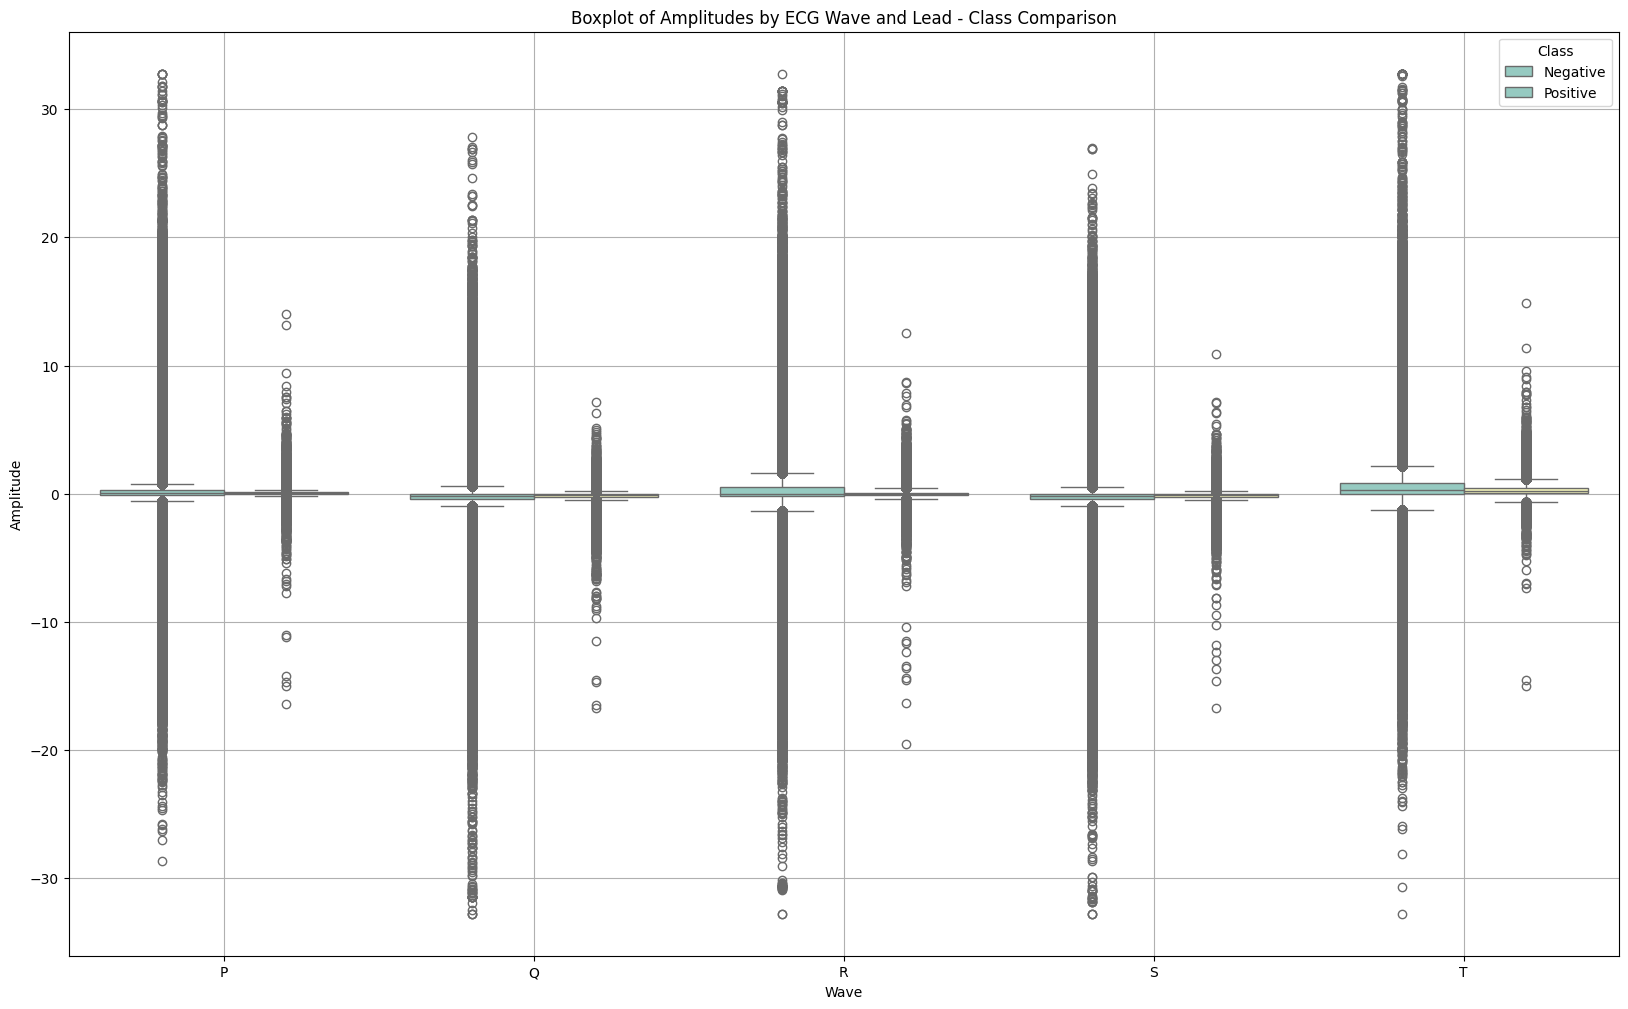 Boxplot of Amplitudes by ECG Wave and Lead - Class Comparison
Class
Negative
Positive
30
20
10
0
−10
−20
−30
Amplitude
P Q R S T
Wave